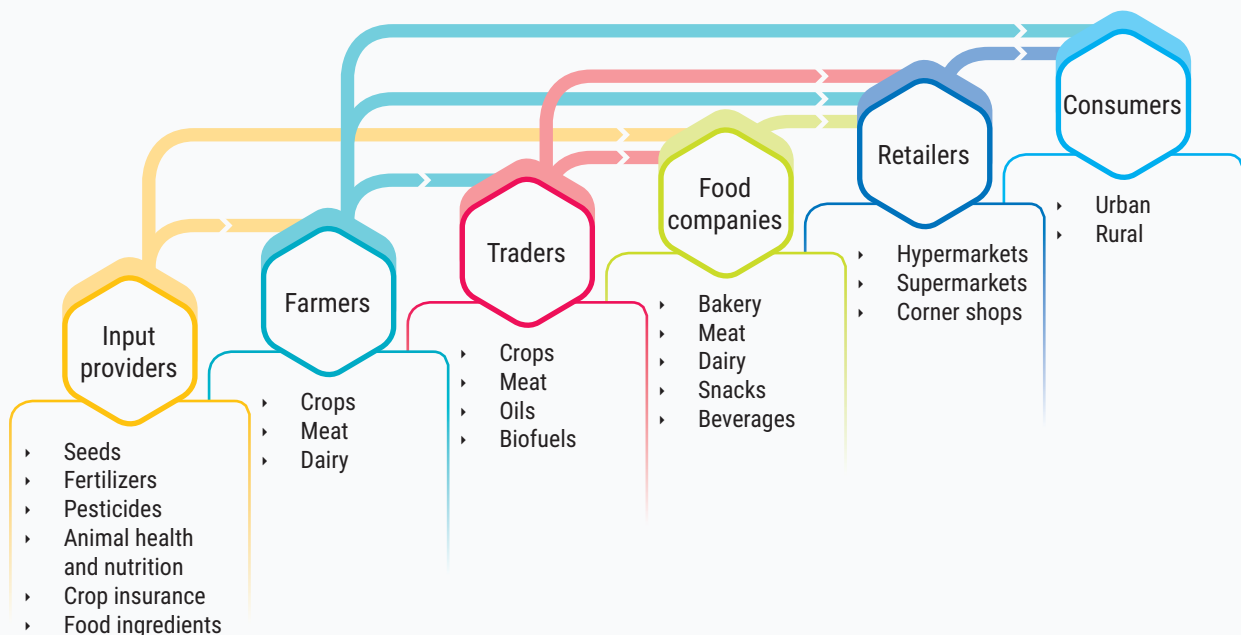 Input
providers
Seeds
Fertilizers
Pesticides
Animal health
and nutrition
Crop insurance
Food ingredients
Farmers
Crops
Meat
Dairy
Traders
Crops
Meat
Oils
Biofuels
Food
companies
Bakery
Meat
Dairy
Snacks
Beverages
Retailers
Hypermarkets
Supermarkets
Corner shops
Consumers
Urban
Rural